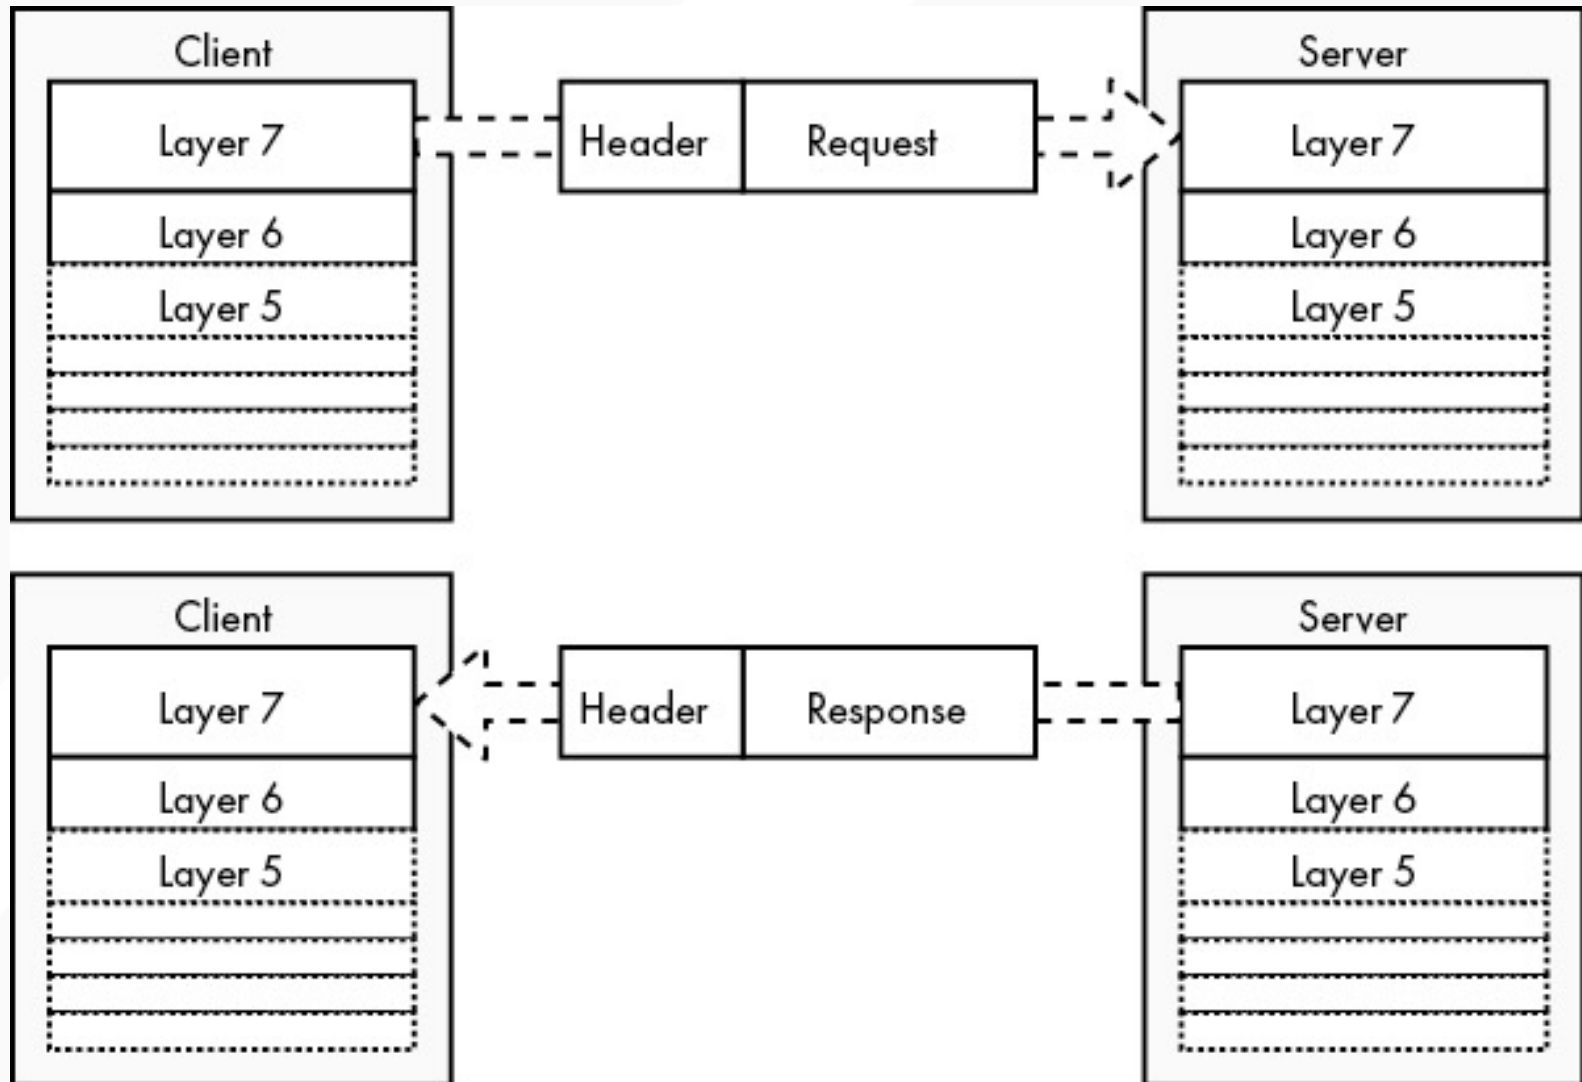 Client
Server
Layer 7
Header
Request
Layer 7
Layer 6
Layer 6
Layer 5
Layer 5
Client
Server
Layer 7
Header
Response
Layer 7
Layer 6
Layer 6
Layer 5
Layer 5